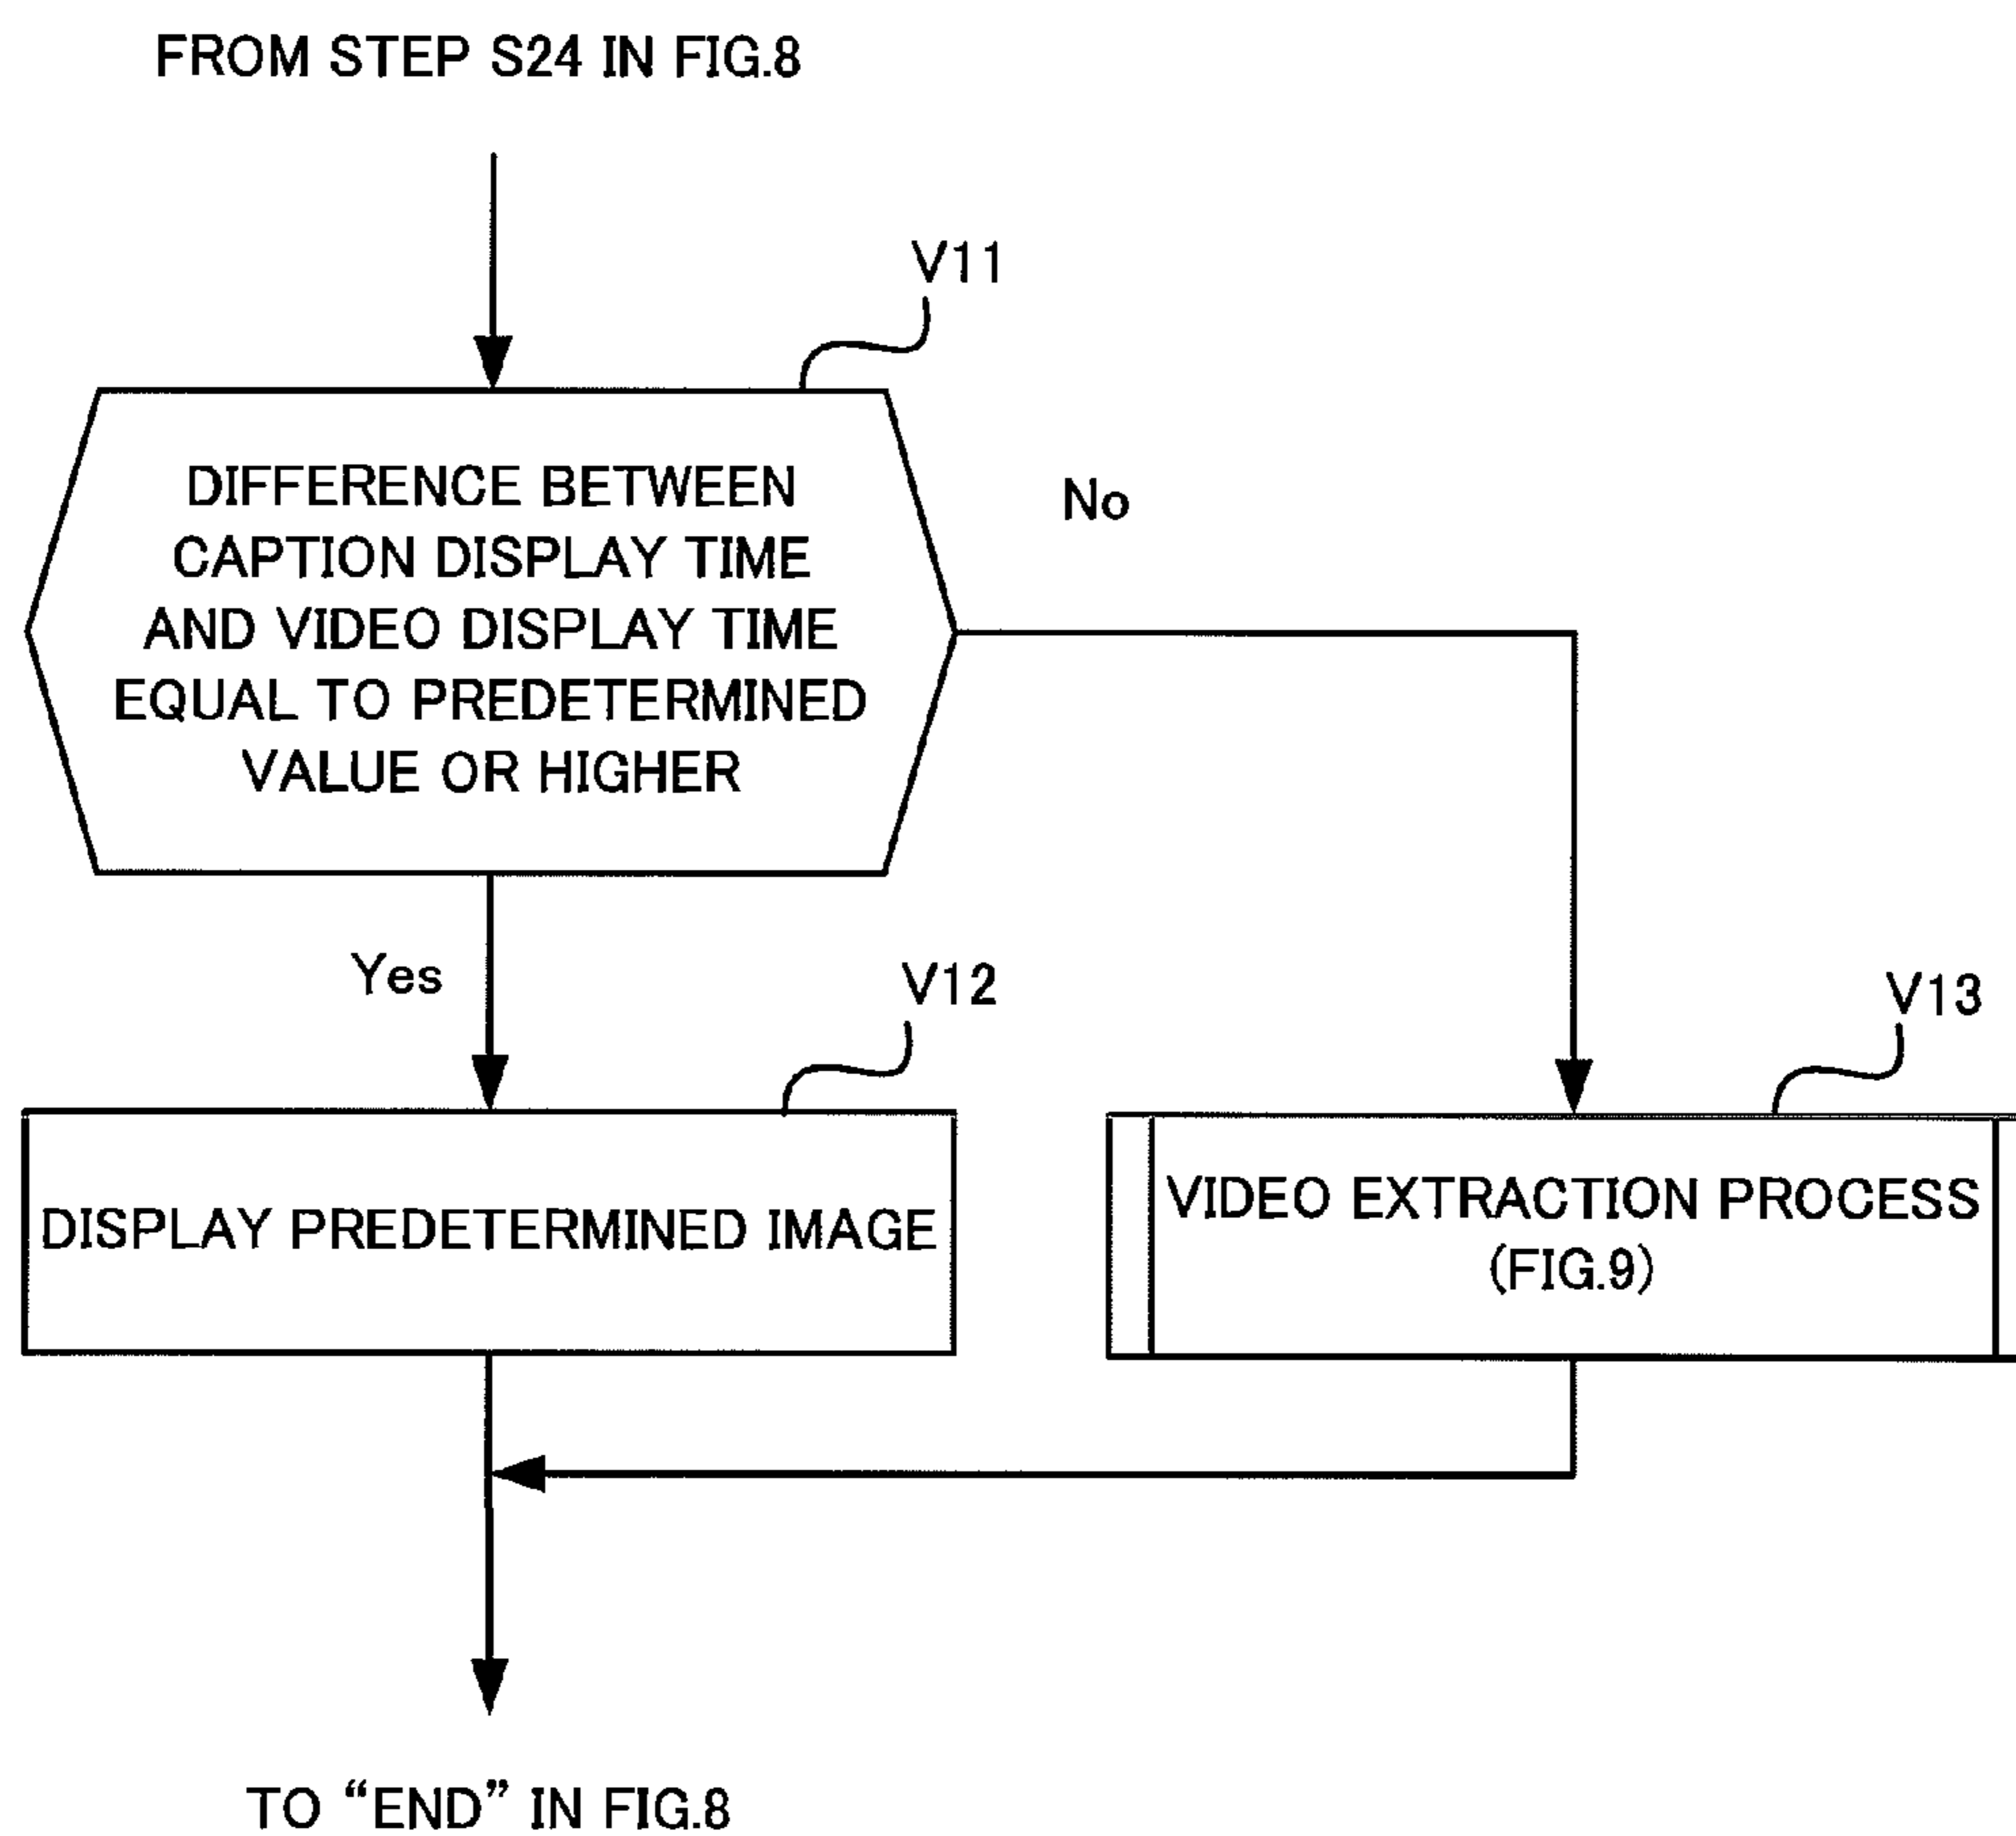 FROM STEP S24 IN FIG.8
V11
DIFFERENCE BETWEEN
CAPTION DISPLAY TIME
AND VIDEO DISPLAY TIME
EQUAL TO PREDETERMINED
VALUE OR HIGHER
No
Yes
V12
V13
DISPLAY PREDETERMINED IMAGE
VIDEO EXTRACTION PROCESS
(FIG.9)
TO “END” IN FIG.8